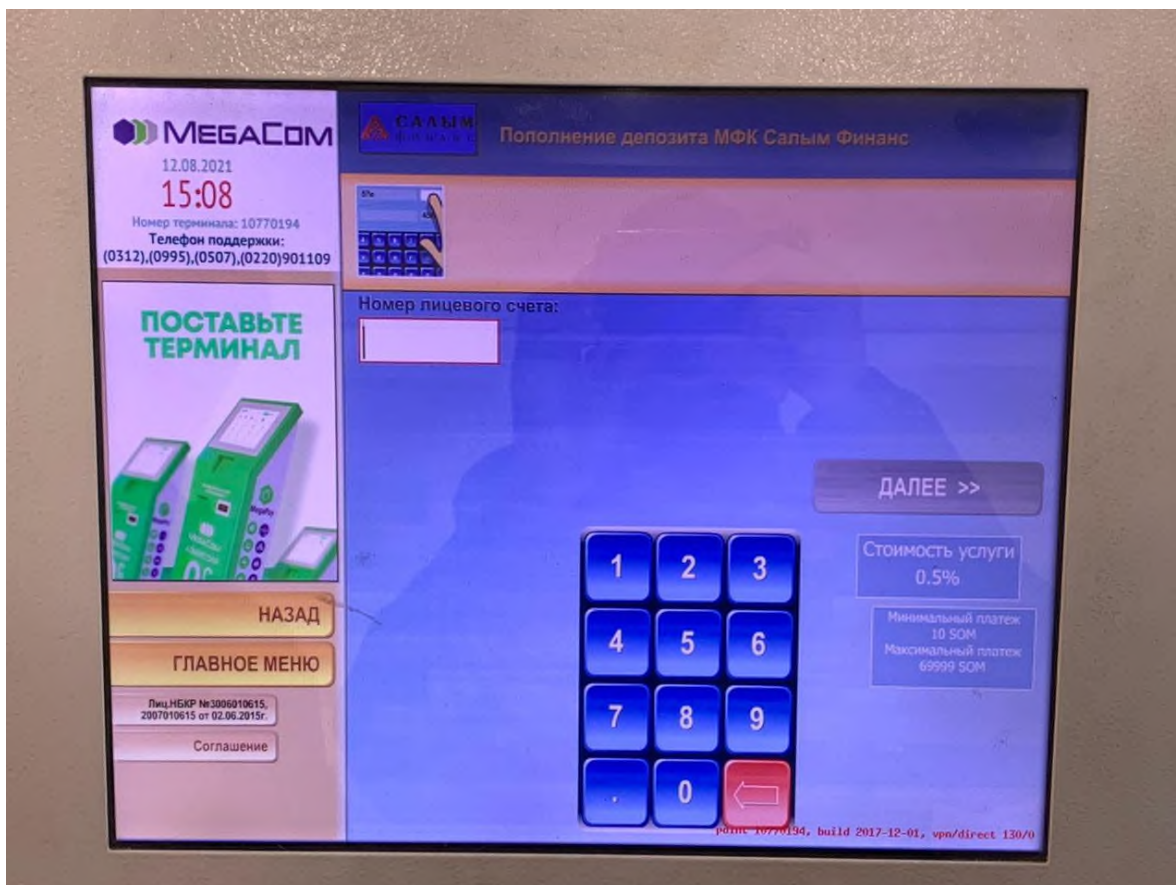 MEGACOM
12.08.2021
15:08
Номер терминала: 10770194
Телефон поддержки:
(0312),(0995),(0507),(0220)901109
ПОСТАВЬТЕ
ТЕРМИНАЛ
MegaPay
НАЗАД
ГЛАВНОЕ МЕНЮ
Лиц.НБКР №3006010615,
2007010615 от 02.06.2015г.
Соглашение
САЛЫМ
ФИНАНС
Пополнение депозита МФК Салым Финанс
Номер лицевого счета:
ДАЛЕЕ >>
Стоимость услуги
0.5%
Минимальный платеж
10 SOM
Максимальный платеж
69999 SOM
1 2 3
4 5 6
7 8 9
. 0
point 10770194, build 2017-12-01, vpn/direct 130/0